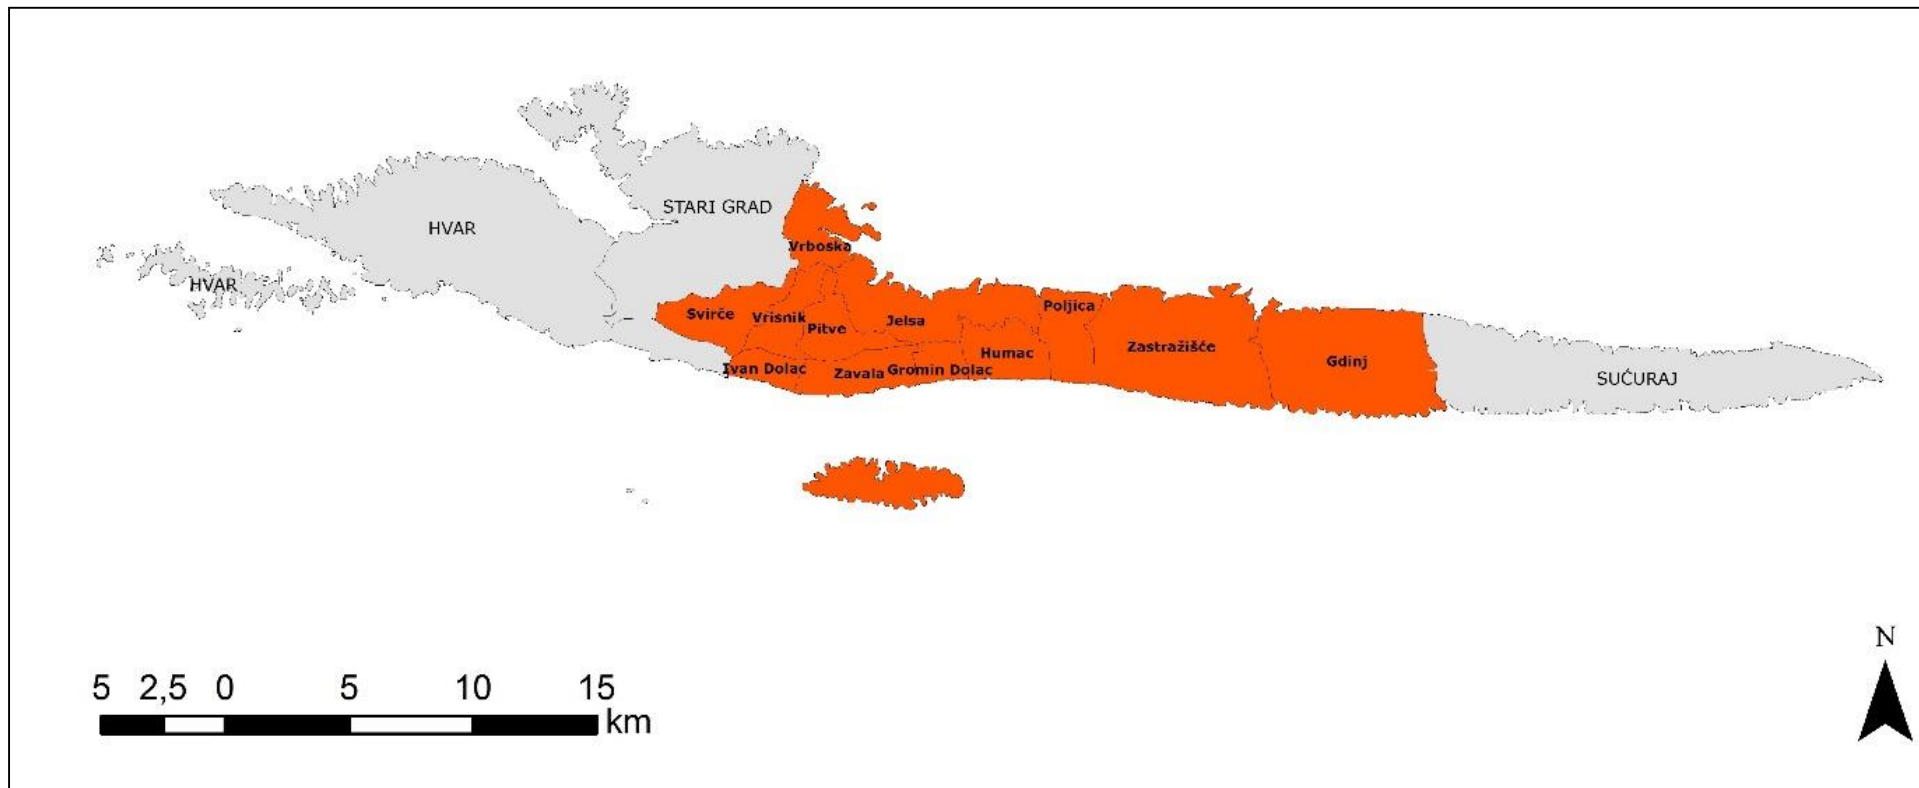 STARI GRAD
HVAR
Vrboska
HVAR
Svirče
Vrisnik
Pitve
Jelsa
Poljica
Humac
Zastražišće
Gdinj
Ivan Dolac
Zavala
Gromin Dolac
SUĆURAJ
N
5 2,5 0 5 10 15
km